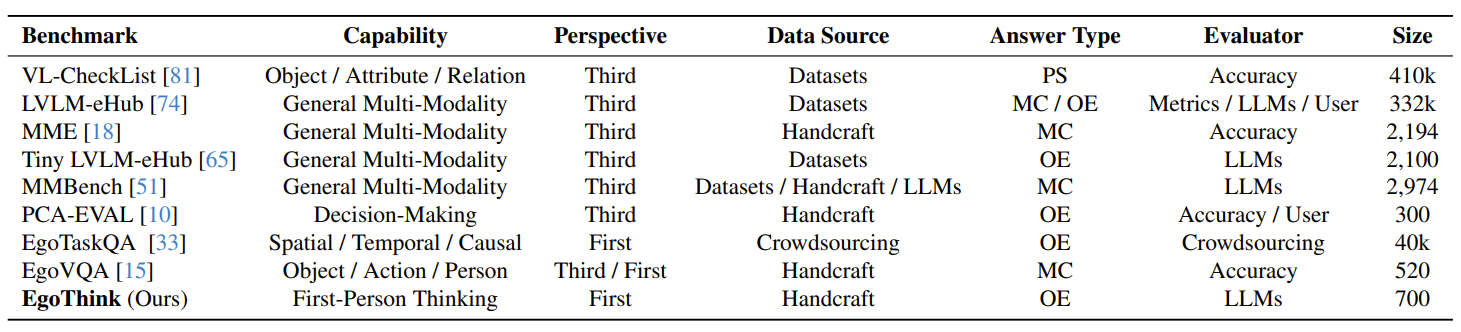 Benchmark Capability Perspective Data Source Answer Type Evaluator Size
VL-CheckList [81] Object / Attribute / Relation Third Datasets PS Accuracy 410k
LVLM-eHub [74] General Multi-Modality Third Datasets MC / OE Metrics / LLMs / User 332k
MME [18] General Multi-Modality Third Handcraft MC Accuracy 2,194
Tiny LVLM-eHub [65] General Multi-Modality Third Datasets OE LLMs 2,100
MMBench [51] General Multi-Modality Third Datasets / Handcraft / LLMs MC LLMs 2,974
PCA-EVAL [10] Decision-Making Third Handcraft OE Accuracy / User 300
EgoTaskQA [33] Spatial / Temporal / Causal First Crowdsourcing OE Crowdsourcing 40k
EgoVQA [15] Object / Action / Person Third / First Handcraft MC Accuracy 520
EgoThink (Ours) First-Person Thinking First Handcraft OE LLMs 700